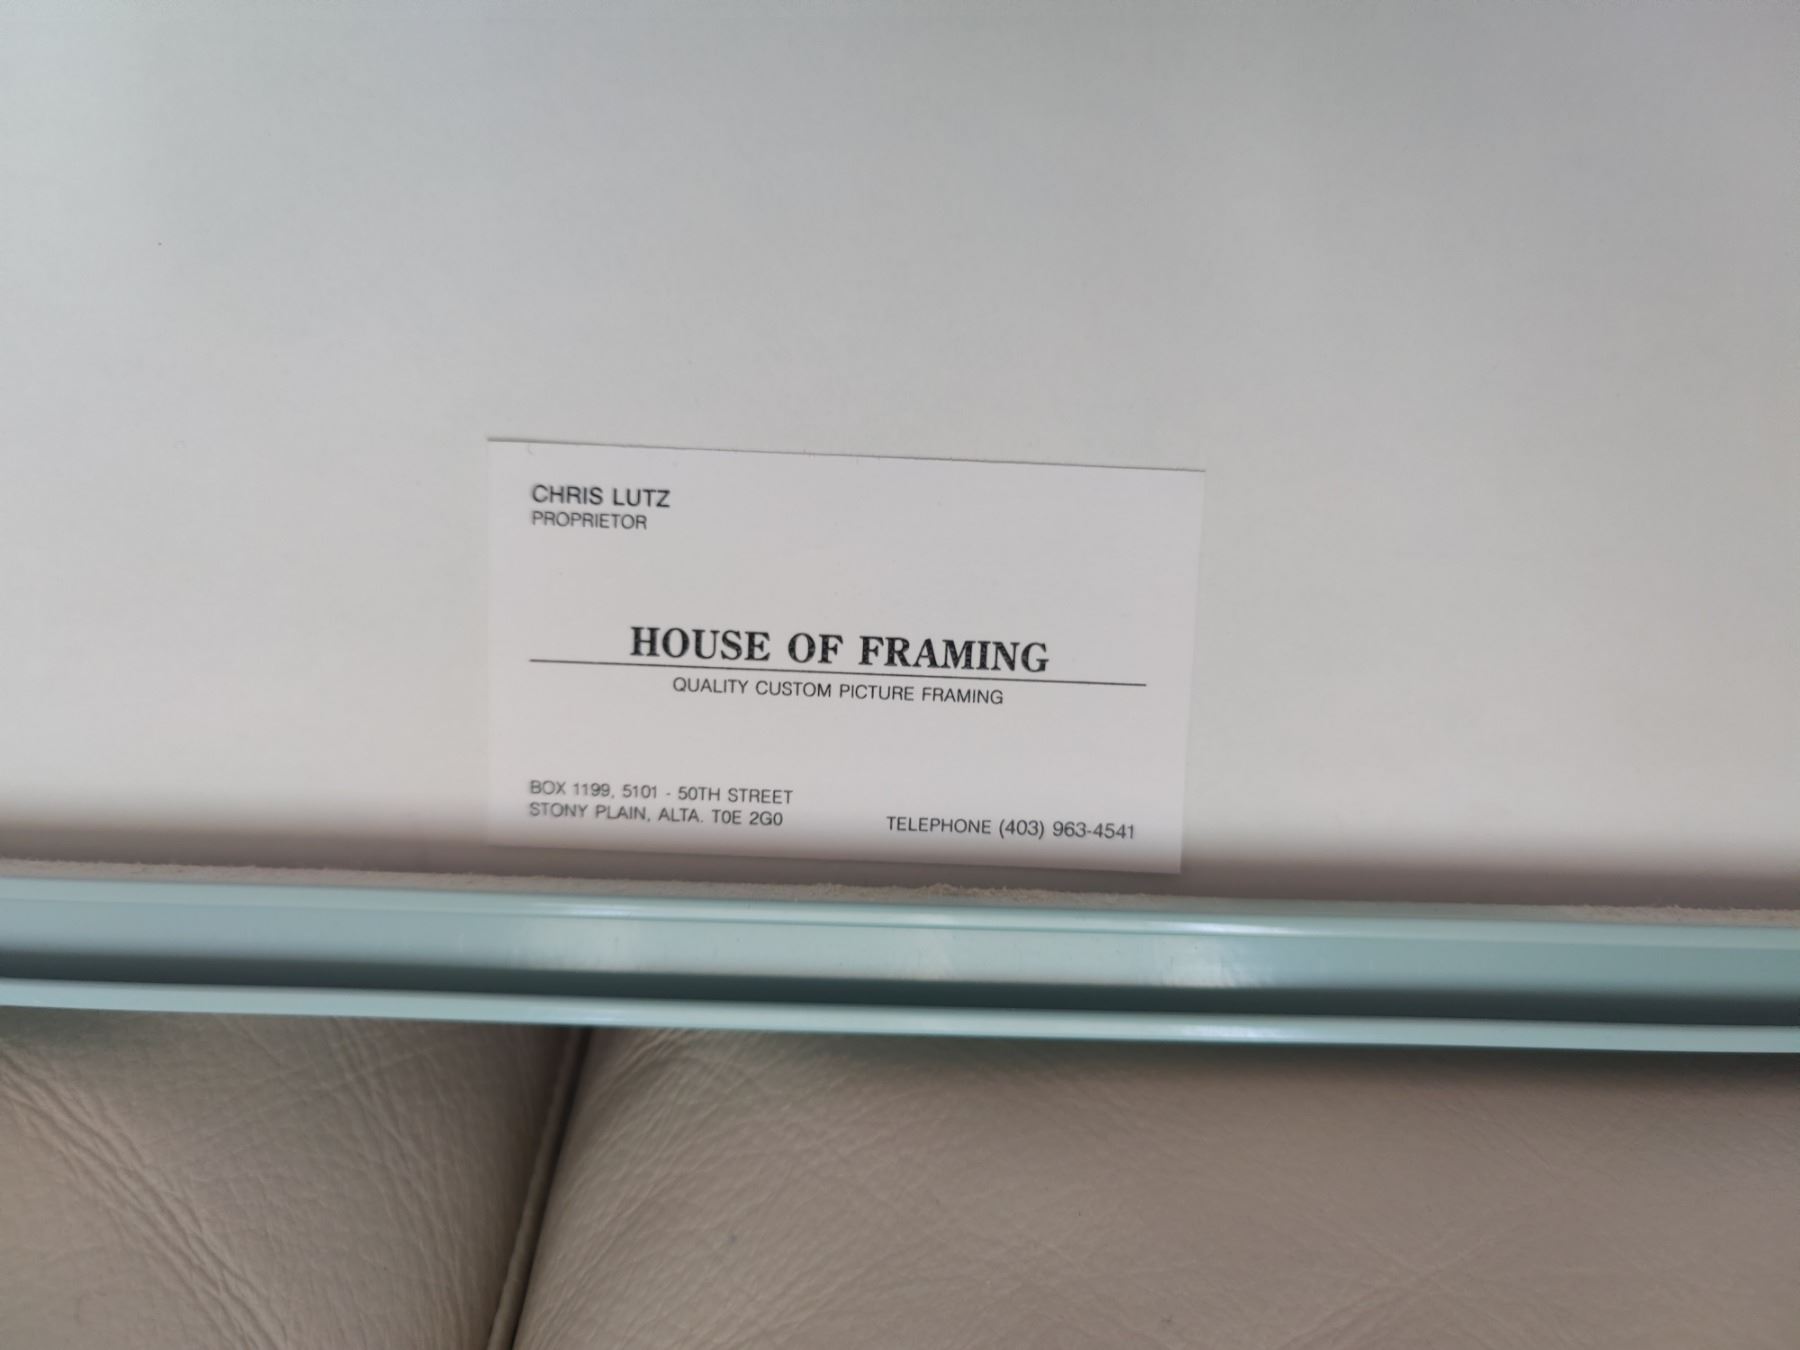 CHRIS LUTZ
PROPRIETOR
HOUSE OF FRAMING
QUALITY CUSTOM PICTURE FRAMING
BOX 1199, 5101 - 50TH STREET
STONY PLAIN, ALTA. T0E 2G0
TELEPHONE (403) 963-4541